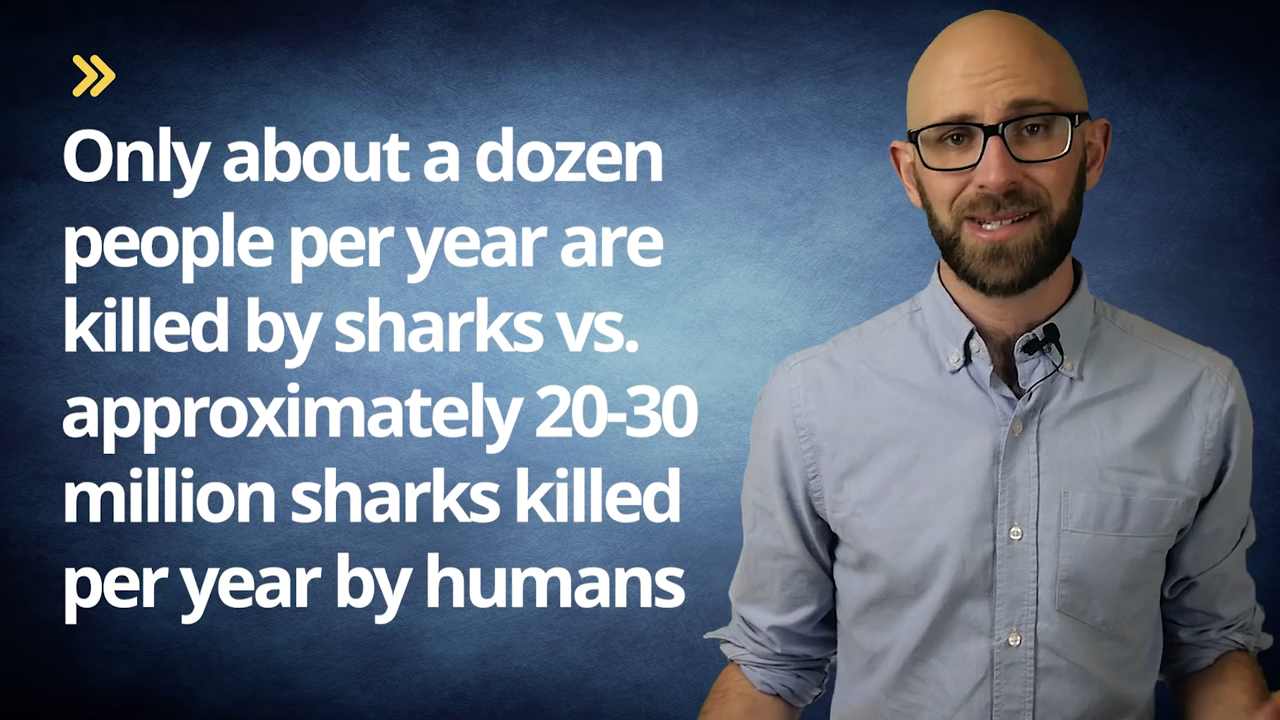 Only about a dozen
people per year are
killed by sharks vs.
approximately 20-30
million sharks killed
per year by humans